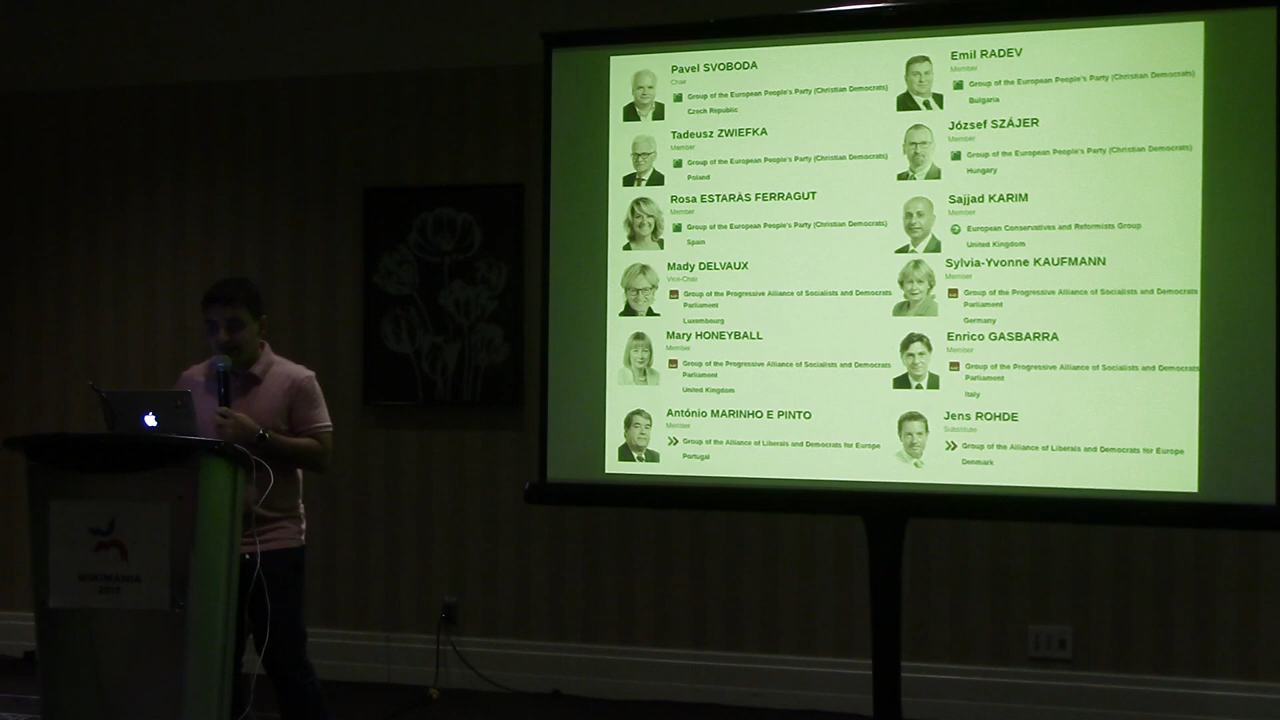 Pavel SVOBODA
Chair
Group of the European People's Party (Christian Democrats)
Czech Republic
Tadeusz ZWIEFKA
Member
Group of the European People's Party (Christian Democrats)
Poland
Rosa ESTARÀS FERRAGUT
Member
Group of the European People's Party (Christian Democrats)
Spain
Mady DELVAUX
Vice-Chair
Group of the Progressive Alliance of Socialists and Democrats
Parliament
Luxembourg
Mary HONEYBALL
Member
Group of the Progressive Alliance of Socialists and Democrats
Parliament
United Kingdom
António MARINHO E PINTO
Member
Group of the Alliance of Liberals and Democrats for Europe
Portugal
Emil RADEV
Member
Group of the European People's Party (Christian Democrats)
Bulgaria
József SZÁJER
Member
Group of the European People's Party (Christian Democrats)
Hungary
Sajjad KARIM
Member
European Conservatives and Reformists Group
United Kingdom
Sylvia-Yvonne KAUFMANN
Member
Group of the Progressive Alliance of Socialists and Democrats
Parliament
Germany
Enrico GASBARRA
Member
Group of the Progressive Alliance of Socialists and Democrats
Parliament
Italy
Jens ROHDE
Substitute
Group of the Alliance of Liberals and Democrats for Europe
Denmark
WIKIMANIA
2017